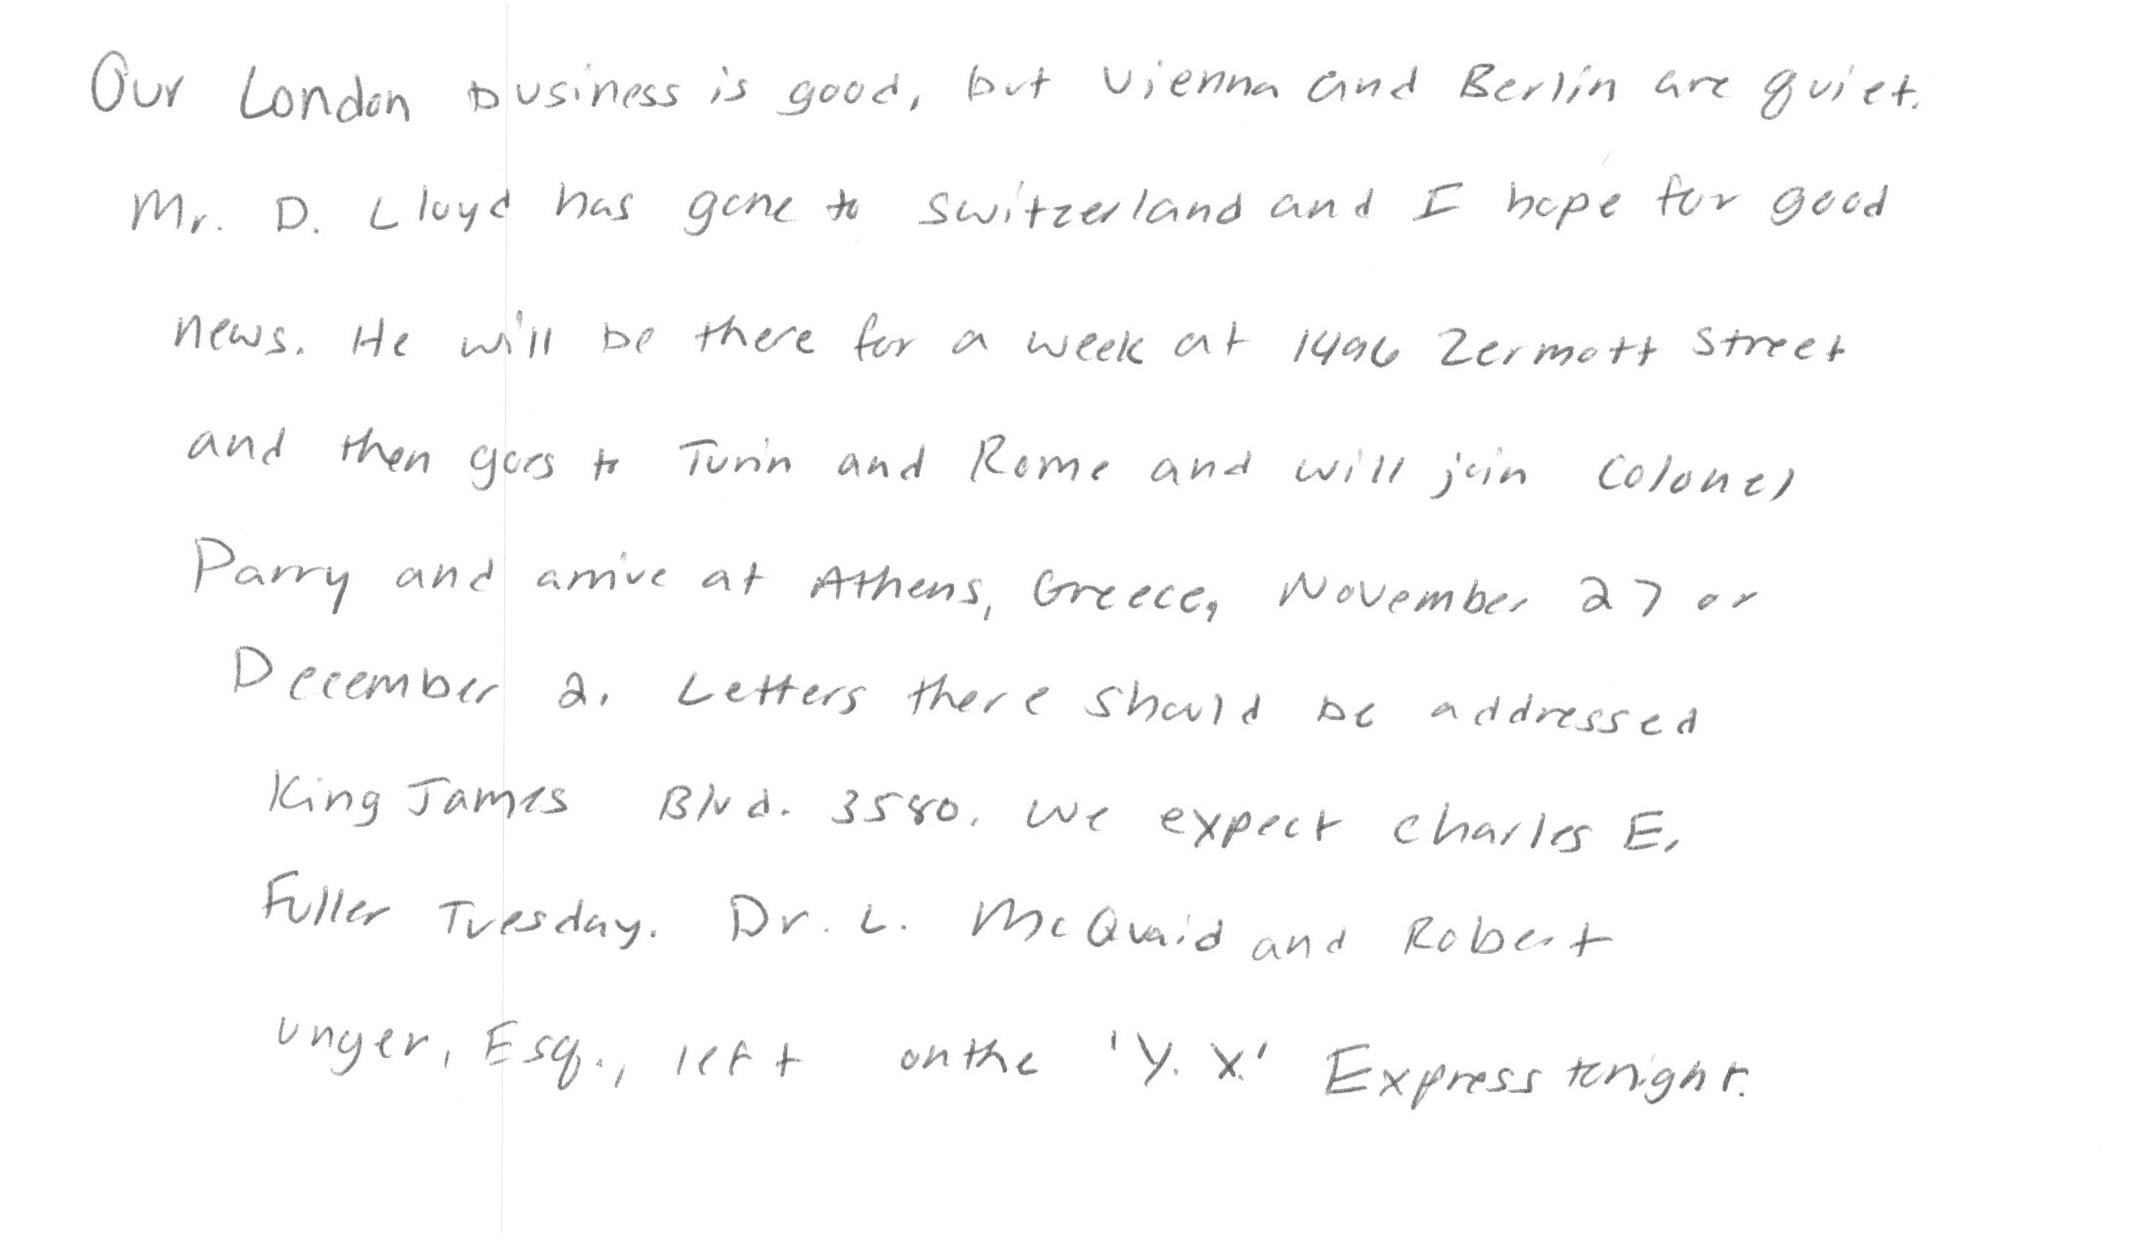 Our London business is good, but Vienna and Berlin are quiet.
Mr. D. Lloyd has gone to Switzerland and I hope for good
news. He will be there for a week at 1496 Zermott Street
and then goes to Turin and Rome and will join Colonel
Parry and arrive at Athens, Greece, November 27 or
December 2. Letters there should be addressed
King James Blvd. 3580. We expect Charles E.
Fuller Tuesday. Dr. L. McQuaid and Robert
Unger, Esq., left on the 'Y. X.' Express tonight.